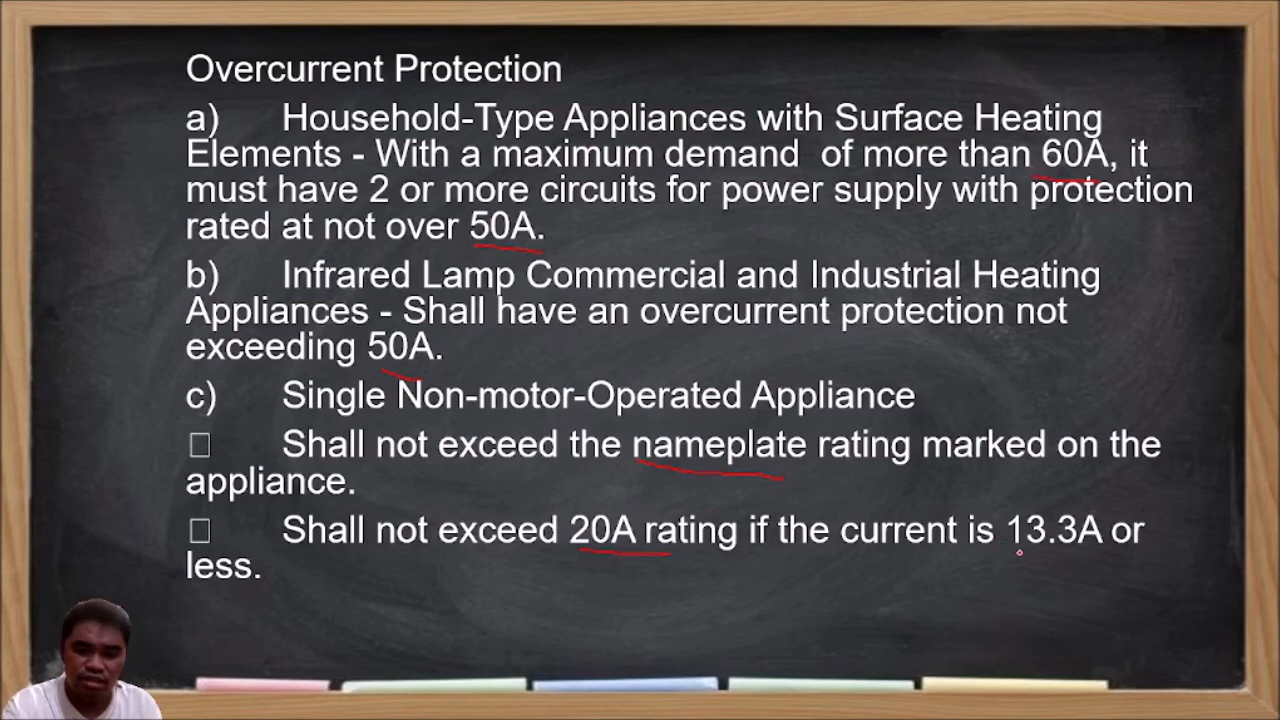 Overcurrent Protection
a) Household-Type Appliances with Surface Heating
Elements - With a maximum demand of more than 60A, it
must have 2 or more circuits for power supply with protection
rated at not over 50A.
b) Infrared Lamp Commercial and Industrial Heating
Appliances - Shall have an overcurrent protection not
exceeding 50A.
c) Single Non-motor-Operated Appliance
□ Shall not exceed the nameplate rating marked on the
appliance.
□ Shall not exceed 20A rating if the current is 13.3A or
less.